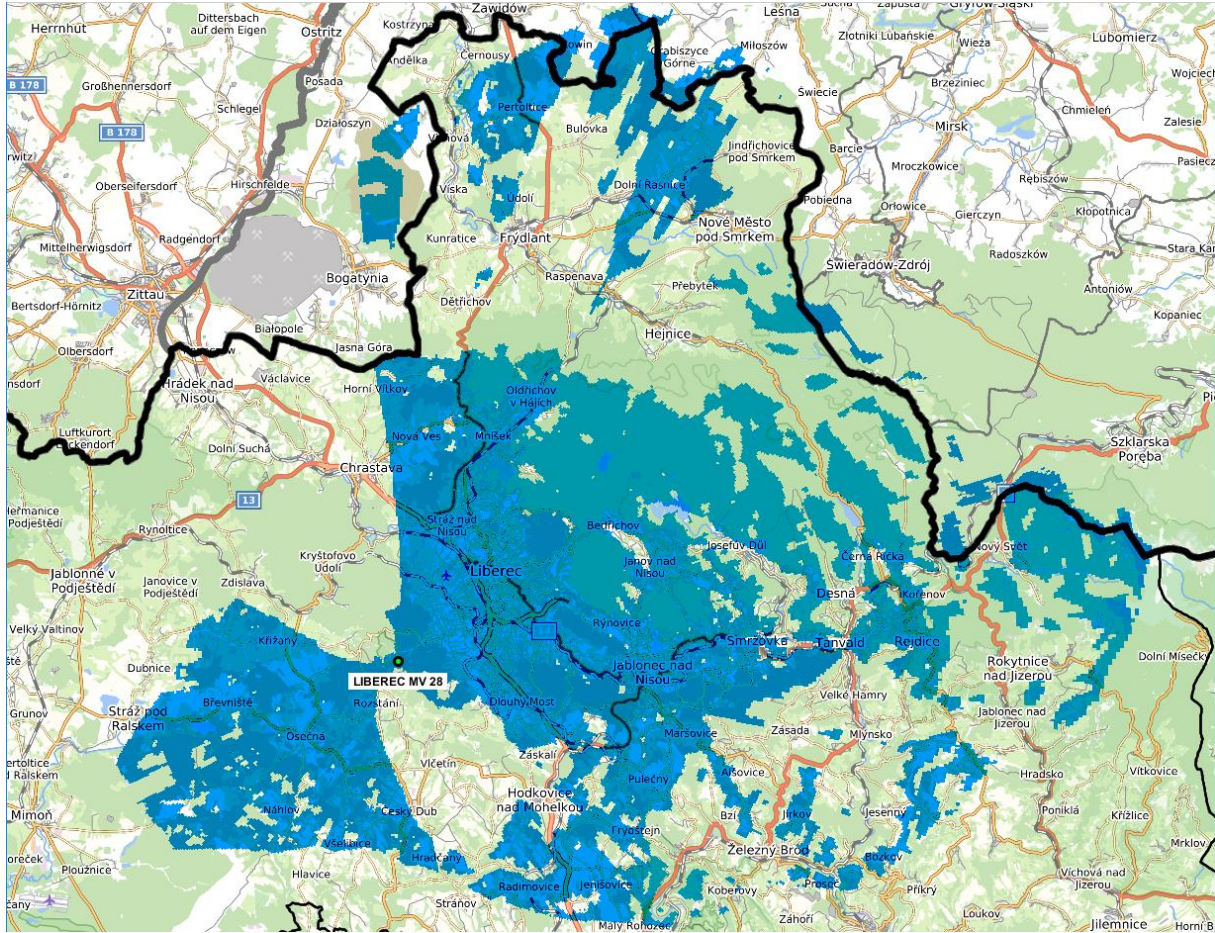 Zawidów
Leśna
Gryfów Śląski
Herrnhut
Dittersbach
auf dem Eigen
Ostritz
Kostrzyna
Andělka
Černousy
Grabiszyce
Górne
Miłoszów
Złotniki Lubańskie
Wieża
Lubomierz
B 178
Großhennersdorf
Posada
Świecie
Brzeziniec
Wojciech
Schlegel
Działoszyn
Pertoltice
Chmieleń
B 178
Višňová
Bulovka
Mirsk
Zalesie
Jindřichovice
pod Smrkem
Barcie
Pasiecz
Oberseifersdorf
Hirschfelde
Víska
Údolí
Dolní Řasnice
Mroczkowice
Rębiszów
Pobiedna
Orłowice
Kłopotnica
Gierczyn
Mittelherwigsdorf
Radgendorf
Kunratice
Frýdlant
Nové Město
pod Smrkem
Stara Kam
Radoszków
Bogatynia
Raspenava
Świeradów-Zdrój
Zittau
Přebytek
Antoniów
Bertsdorf-Hörnitz
Dětřichov
Kopaniec
Białopole
Hejnice
Olbersdorf
Jasna Góra
Hrádek nad
Nisou
Václavice
Horní Vítkov
Oldřichov
v Hájích
Luftkurort
Nová Ves
Mníšek
Dolní Suchá
Szklarska
Poręba
Chrastava
13
Heřmanice
v Podještědí
Rynoltice
Stráž nad
Nisou
Bedřichov
Josefův Důl
Kryštofovo
Údolí
Janov nad
Nisou
Černá Říčka
Nový Svět
Jablonné v
Podještědí
Janovice v
Podještědí
Zdislava
Liberec
Desná
Kořenov
Velký Valtinov
Křižany
Rýnovice
Smržovka
Tanvald
Rejdice
Dolní Mísečky
Dubnice
LIBEREC MV 28
Jablonec nad
Nisou
Rokytnice
nad Jizerou
Grunov
Stráž pod
Ralskem
Břevniště
Rozstání
Dlouhý Most
Velké Hamry
Jablonec nad
Jizerou
Osečná
Maršovice
Zásada
Mlýnsko
Záskalí
Vlčetín
Pulečný
Alšovice
Hradsko
Vítkovice
Mimoň
Náhlov
Český Dub
Hodkovice
nad Mohelkou
Bzí
Jirkov
Jesenný
Poniklá
Křížlice
Všelibice
Frýdštejn
Hradčany
Železný Brod
Bozkov
Mrklov
Ploužnice
Hlavice
Radimovice
Jenišovice
Koberovy
Proseč
Příkrý
Víchová nad
Jizerou
Stránov
Záhoří
Loukov
Malý Rohozec
Jilemnice
Horní B